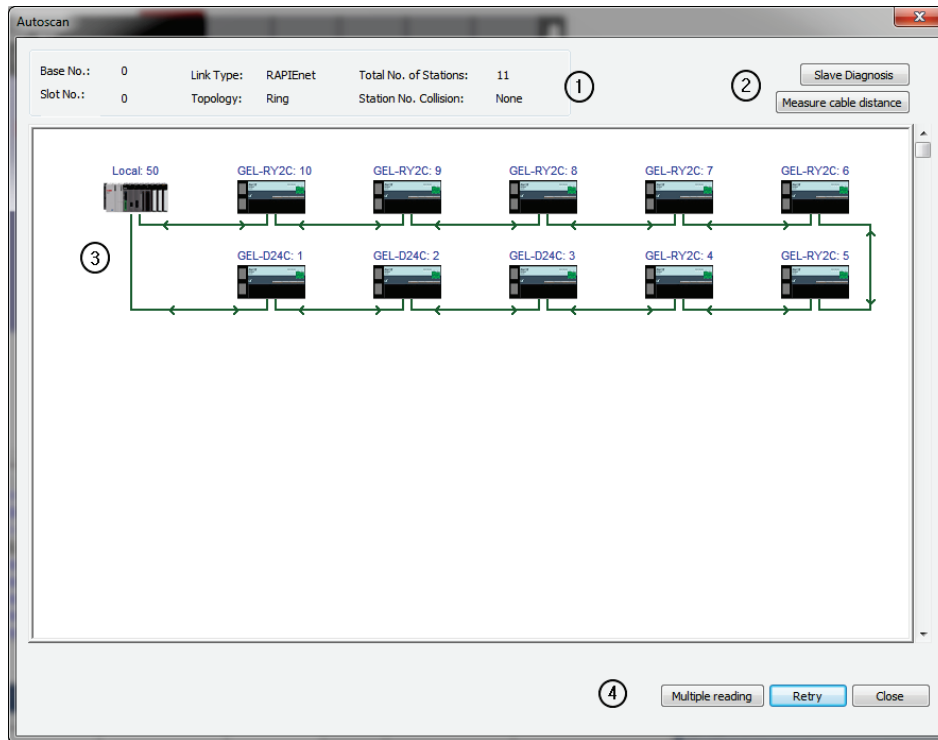 Autoscan
Base No.: 0 Link Type: RAPIEnet Total No. of Stations: 11 1 2 Slave Diagnosis
Slot No.: 0 Topology: Ring Station No. Collision: None Measure cable distance
Local: 50 GEL-RY2C: 10 GEL-RY2C: 9 GEL-RY2C: 8 GEL-RY2C: 7 GEL-RY2C: 6
3
GEL-D24C: 1 GEL-D24C: 2 GEL-D24C: 3 GEL-RY2C: 4 GEL-RY2C: 5
4 Multiple reading Retry Close